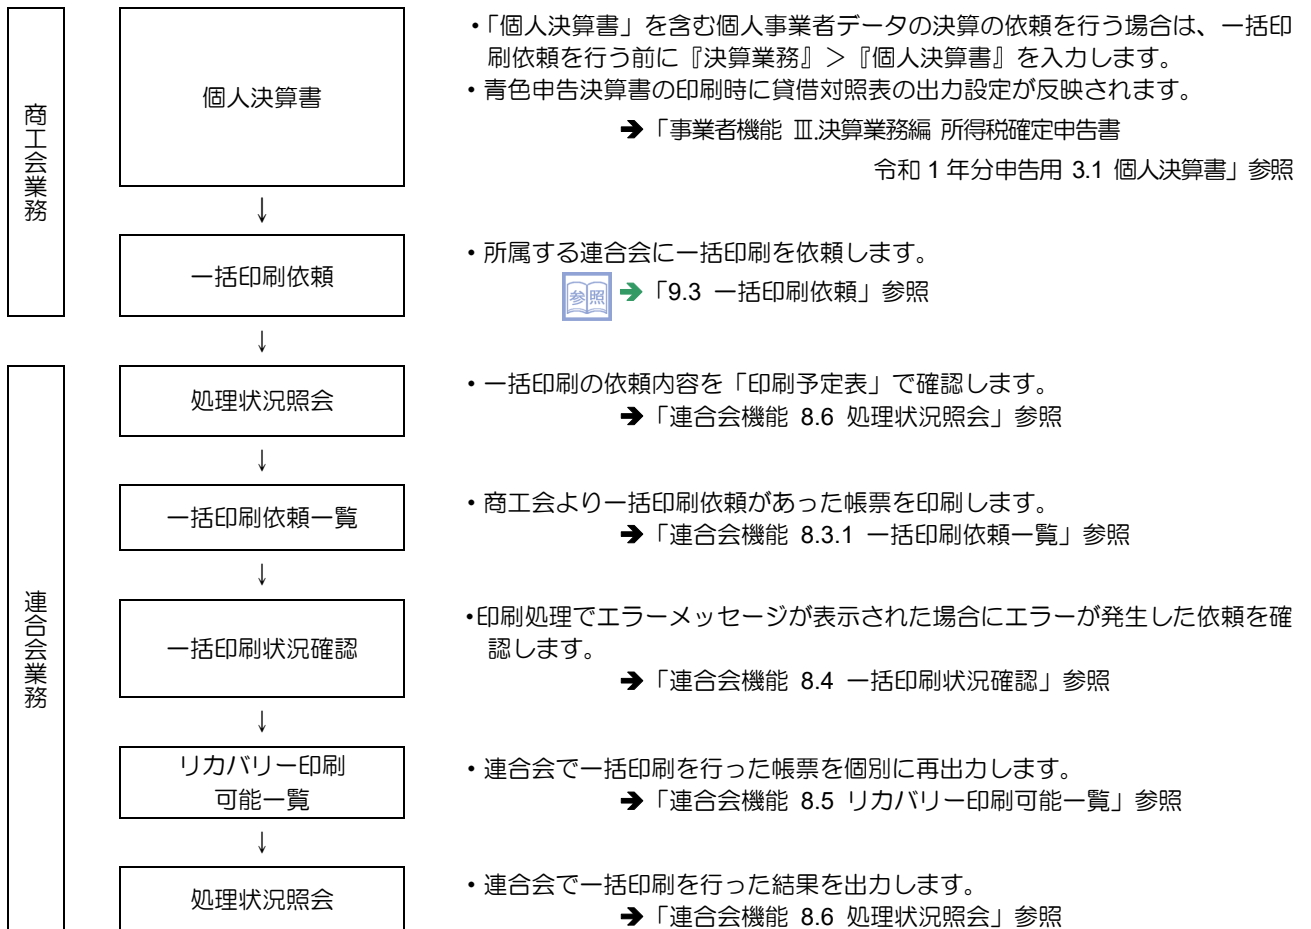 商工会業務
個人決算書
・「個人決算書」を含む個人事業者データの決算の依頼を行う場合は、一括印
刷依頼を行う前に『決算業務』＞『個人決算書』を入力します。
・青色申告決算書の印刷時に貸借対照表の出力設定が反映されます。
➔「事業者機能 Ⅲ.決算業務編 所得税確定申告書
令和 1 年分申告用 3.1 個人決算書」参照
↓
一括印刷依頼
・所属する連合会に一括印刷を依頼します。
参照 ➔「9.3 一括印刷依頼」参照
↓
連合会業務
処理状況照会
・一括印刷の依頼内容を「印刷予定表」で確認します。
➔「連合会機能 8.6 処理状況照会」参照
↓
一括印刷依頼一覧
・商工会より一括印刷依頼があった帳票を印刷します。
➔「連合会機能 8.3.1 一括印刷依頼一覧」参照
↓
一括印刷状況確認
・印刷処理でエラーメッセージが表示された場合にエラーが発生した依頼を確
認します。
➔「連合会機能 8.4 一括印刷状況確認」参照
↓
リカバリー印刷
可能一覧
・連合会で一括印刷を行った帳票を個別に再出力します。
➔「連合会機能 8.5 リカバリー印刷可能一覧」参照
↓
処理状況照会
・連合会で一括印刷を行った結果を出力します。
➔「連合会機能 8.6 処理状況照会」参照